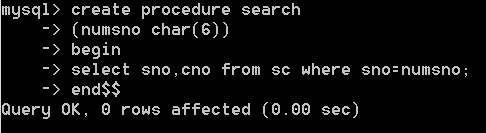 mysql> create procedure search
    -> (numsno char(6))
    -> begin
    -> select sno,cno from sc where sno=numsno;
    -> end$$
Query OK, 0 rows affected (0.00 sec)